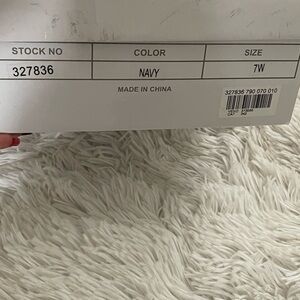 STOCK NO COLOR SIZE
327836 NAVY 7W
MADE IN CHINA
327836 790 070 010